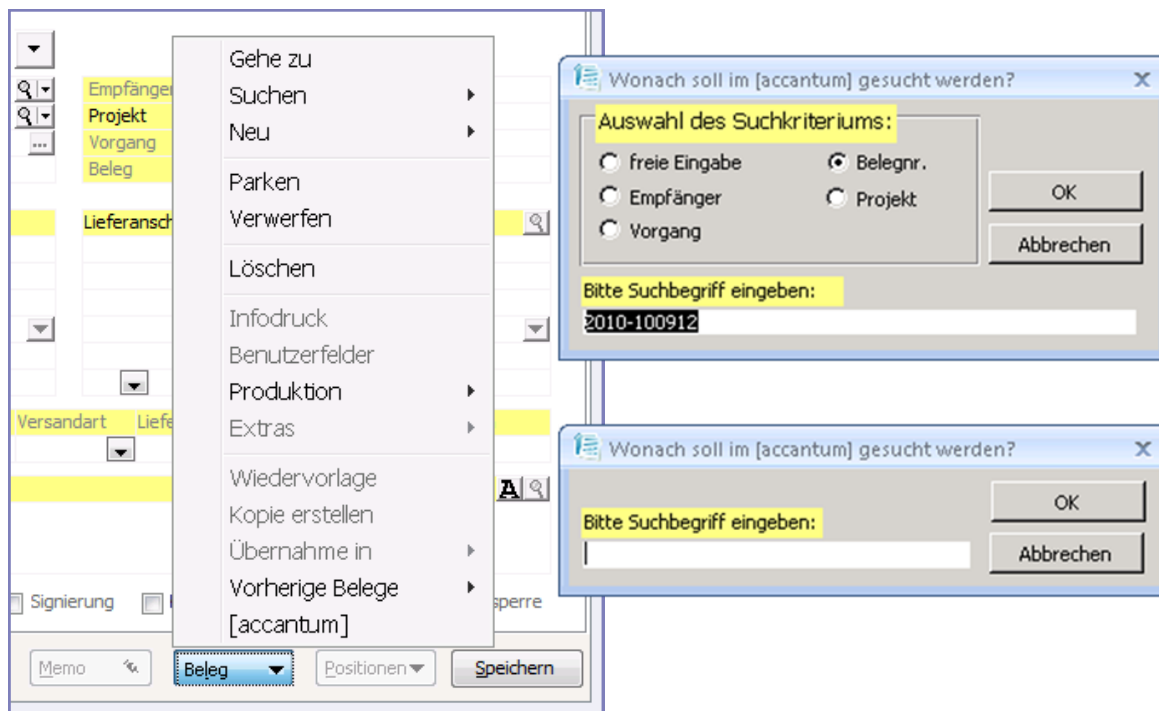 Empfänger
Projekt
Vorgang
Beleg
Lieferansch
Versandart Liefe
A
Signierung
sperre
Memo
Beleg
Positionen
Speichern
Gehe zu
Suchen
Neu
Parken
Verwerfen
Löschen
Infodruck
Benutzerfelder
Produktion
Extras
Wiedervorlage
Kopie erstellen
Übernahme in
Vorherige Belege
[accantum]
Wonach soll im [accantum] gesucht werden?
Auswahl des Suchkriteriums:
freie Eingabe
Belegnr.
Empfänger
Projekt
Vorgang
OK
Abbrechen
Bitte Suchbegriff eingeben:
2010-100912
Wonach soll im [accantum] gesucht werden?
Bitte Suchbegriff eingeben:
OK
Abbrechen